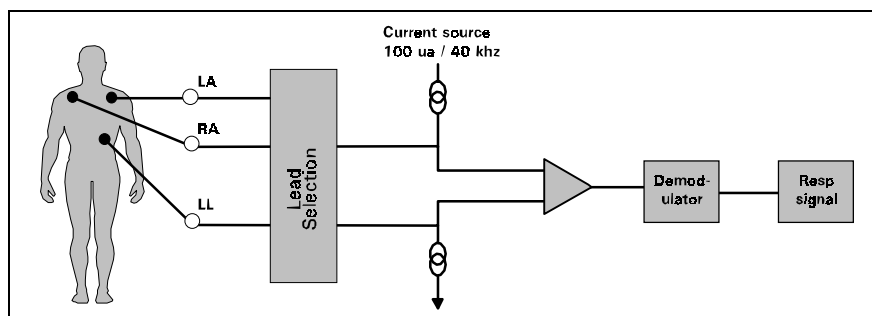 Current source
100 ua / 40 khz
LA
RA
LL
Lead
Selection
Demod-
ulator
Resp
signal